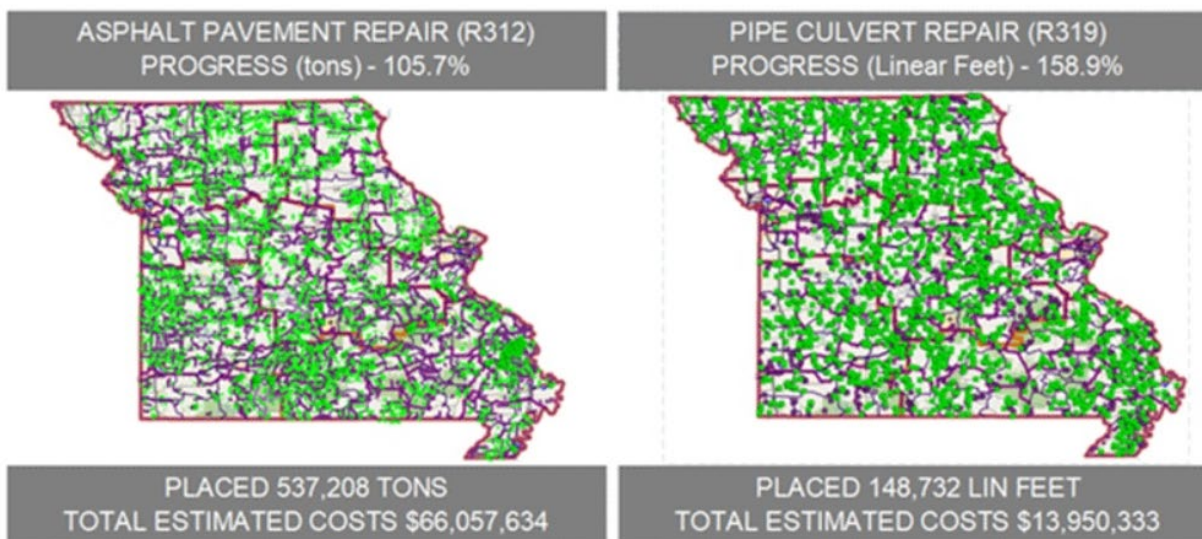 ASPHALT PAVEMENT REPAIR (R312)
PROGRESS (tons) - 105.7%
PIPE CULVERT REPAIR (R319)
PROGRESS (Linear Feet) - 158.9%
PLACED 537,208 TONS
TOTAL ESTIMATED COSTS $66,057,634
PLACED 148,732 LIN FEET
TOTAL ESTIMATED COSTS $13,950,333